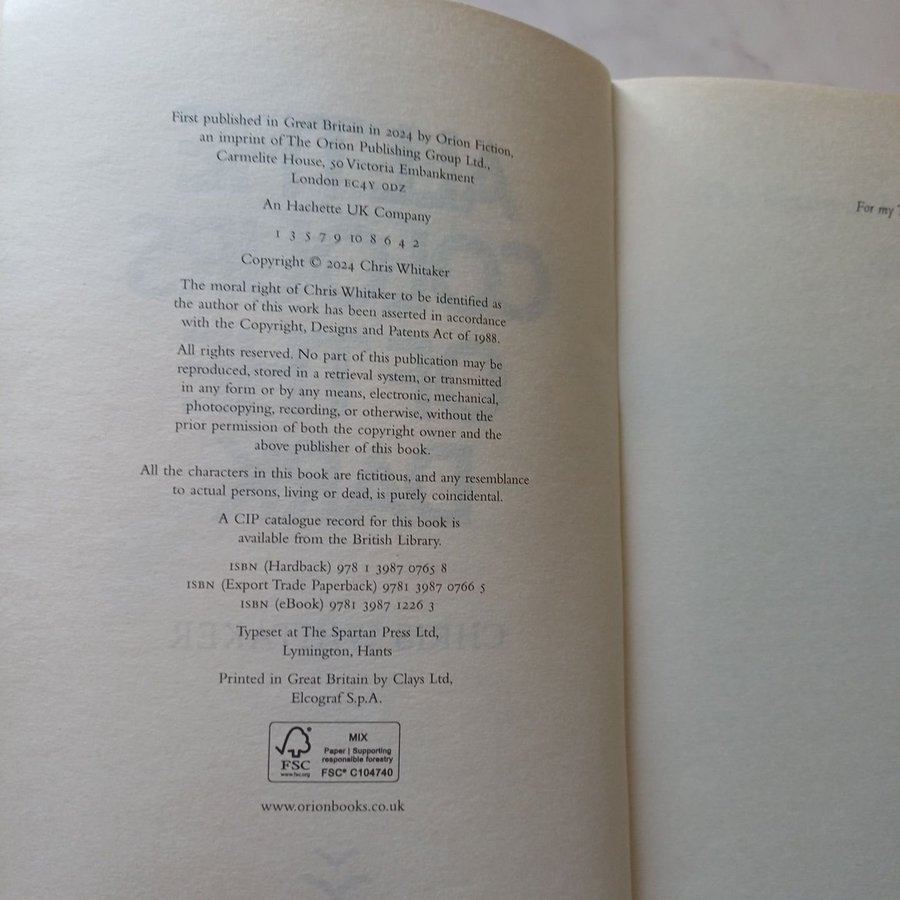 First published in Great Britain in 2024 by Orion Fiction,
an imprint of The Orion Publishing Group Ltd.,
Carmelite House, 50 Victoria Embankment
London EC4Y 0DZ
An Hachette UK Company
1 3 5 7 9 10 8 6 4 2
Copyright © 2024 Chris Whitaker
The moral right of Chris Whitaker to be identified as
the author of this work has been asserted in accordance
with the Copyright, Designs and Patents Act of 1988.
All rights reserved. No part of this publication may be
reproduced, stored in a retrieval system, or transmitted
in any form or by any means, electronic, mechanical,
photocopying, recording, or otherwise, without the
prior permission of both the copyright owner and the
above publisher of this book.
All the characters in this book are fictitious, and any resemblance
to actual persons, living or dead, is purely coincidental.
A CIP catalogue record for this book is
available from the British Library.
ISBN (Hardback) 978 1 3987 0765 8
ISBN (Export Trade Paperback) 9781 3987 0766 5
ISBN (eBook) 9781 3987 1226 3
Typeset at The Spartan Press Ltd,
Lymington, Hants
Printed in Great Britain by Clays Ltd,
Elcograf S.p.A.
FSC
www.fsc.org
MIX
Paper | Supporting
responsible forestry
FSC® C104740
www.orionbooks.co.uk
For my